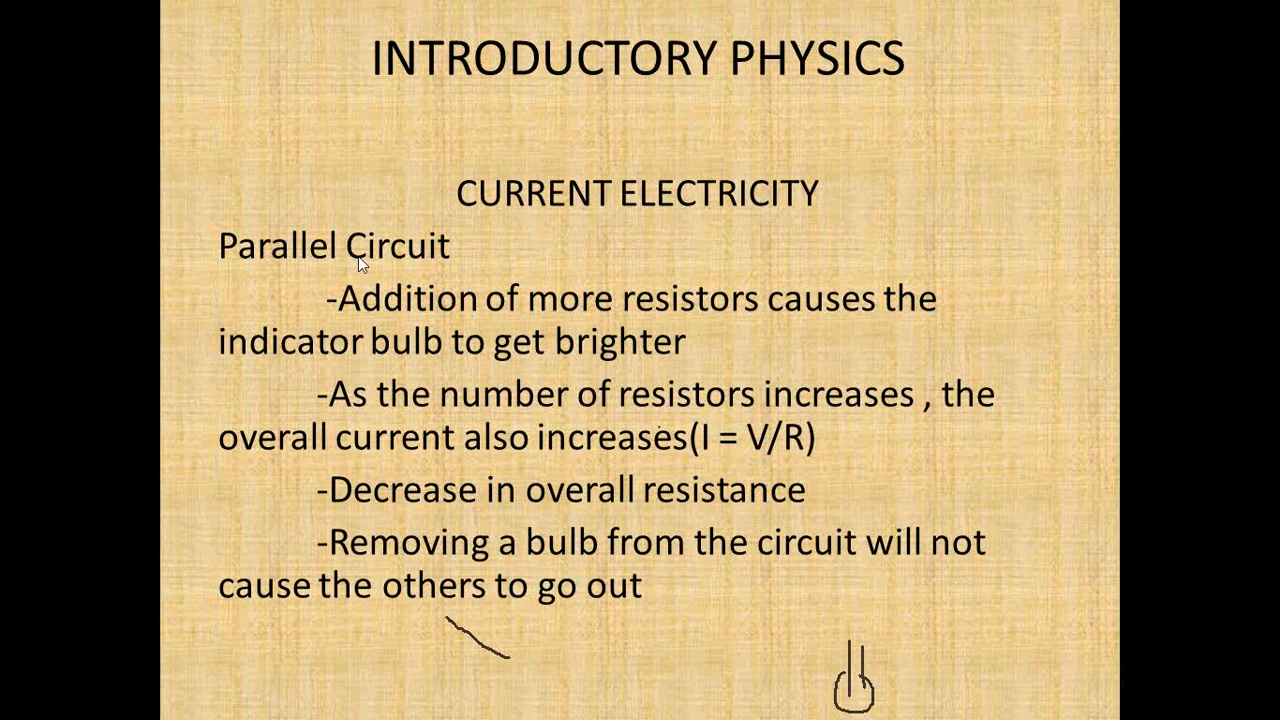 INTRODUCTORY PHYSICS
CURRENT ELECTRICITY
Parallel Circuit
-Addition of more resistors causes the
indicator bulb to get brighter
-As the number of resistors increases , the
overall current also increases(I = V/R)
-Decrease in overall resistance
-Removing a bulb from the circuit will not
cause the others to go out